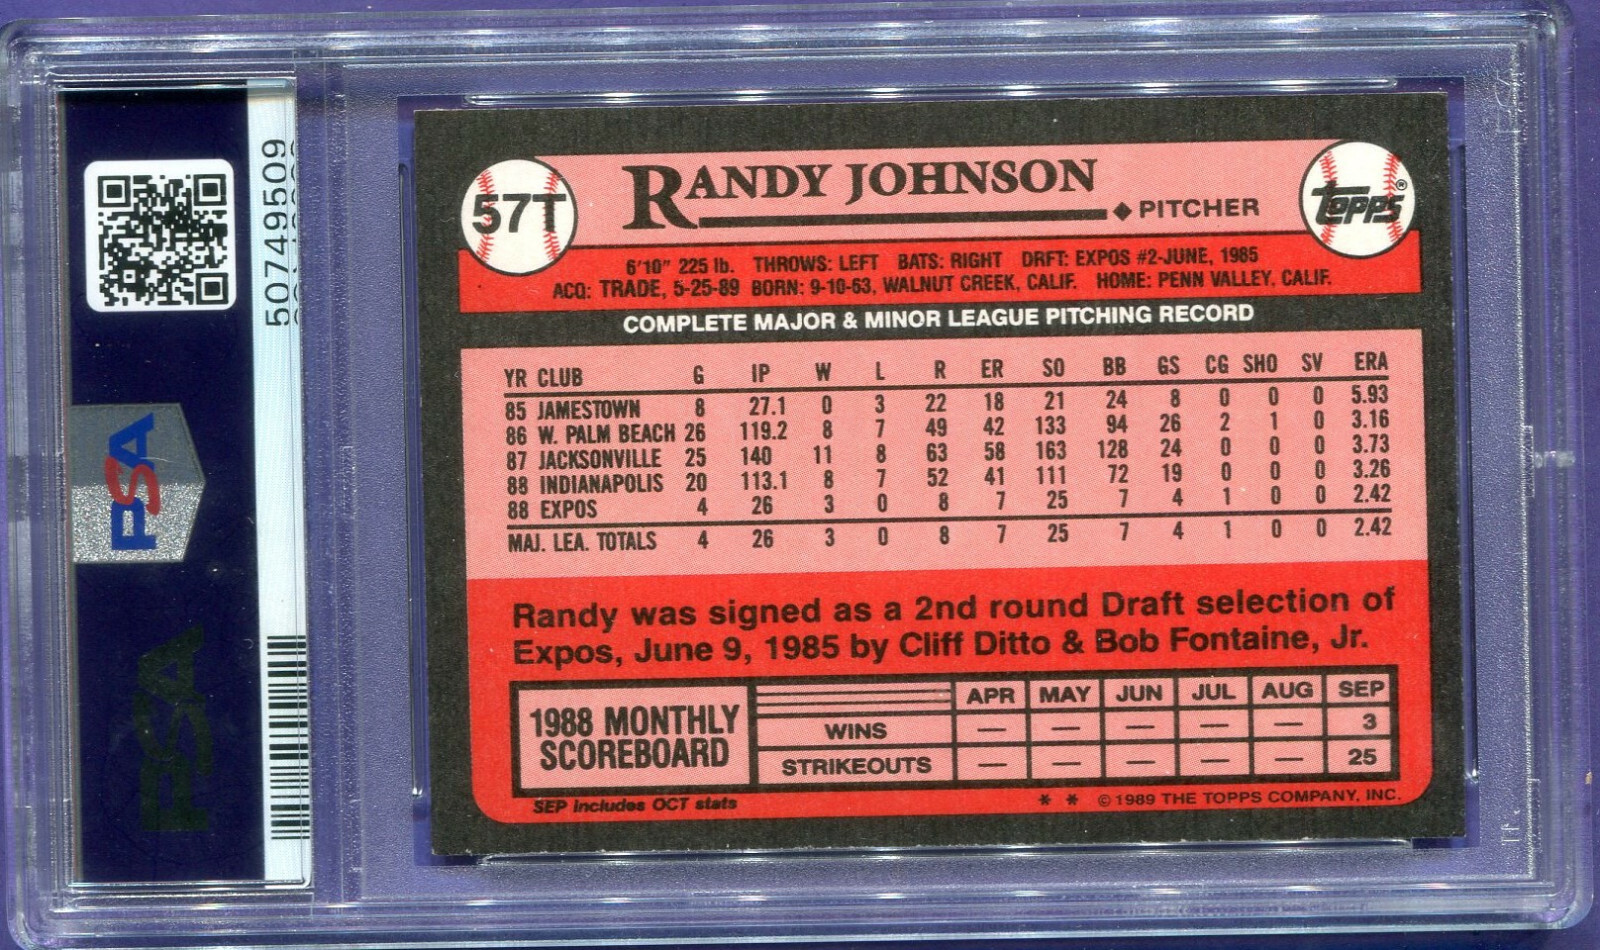 50749509
PSA
PSA
57T
RANDY JOHNSON
PITCHER
TOPPS®
6'10" 225 lb. THROWS: LEFT BATS: RIGHT DRFT: EXPOS #2-JUNE, 1985
ACQ: TRADE, 5-25-89 BORN: 9-10-63, WALNUT CREEK, CALIF. HOME: PENN VALLEY, CALIF.
COMPLETE MAJOR & MINOR LEAGUE PITCHING RECORD
YR CLUB G IP W L R ER SO BB GS CG SHO SV ERA
85 JAMESTOWN 8 27.1 0 3 22 18 21 24 8 0 0 0 5.93
86 W. PALM BEACH 26 119.2 8 7 49 42 133 94 26 2 1 0 3.16
87 JACKSONVILLE 25 140 11 8 63 58 163 128 24 0 0 0 3.73
88 INDIANAPOLIS 20 113.1 8 7 52 41 111 72 19 0 0 0 3.26
88 EXPOS 4 26 3 0 8 7 25 7 4 1 0 0 2.42
MAJ. LEA. TOTALS 4 26 3 0 8 7 25 7 4 1 0 0 2.42
Randy was signed as a 2nd round Draft selection of
Expos, June 9, 1985 by Cliff Ditto & Bob Fontaine, Jr.
1988 MONTHLY
SCOREBOARD
APR MAY JUN JUL AUG SEP
WINS — — — — — 3
STRIKEOUTS — — — — — 25
SEP includes OCT stats
* * © 1989 THE TOPPS COMPANY, INC.